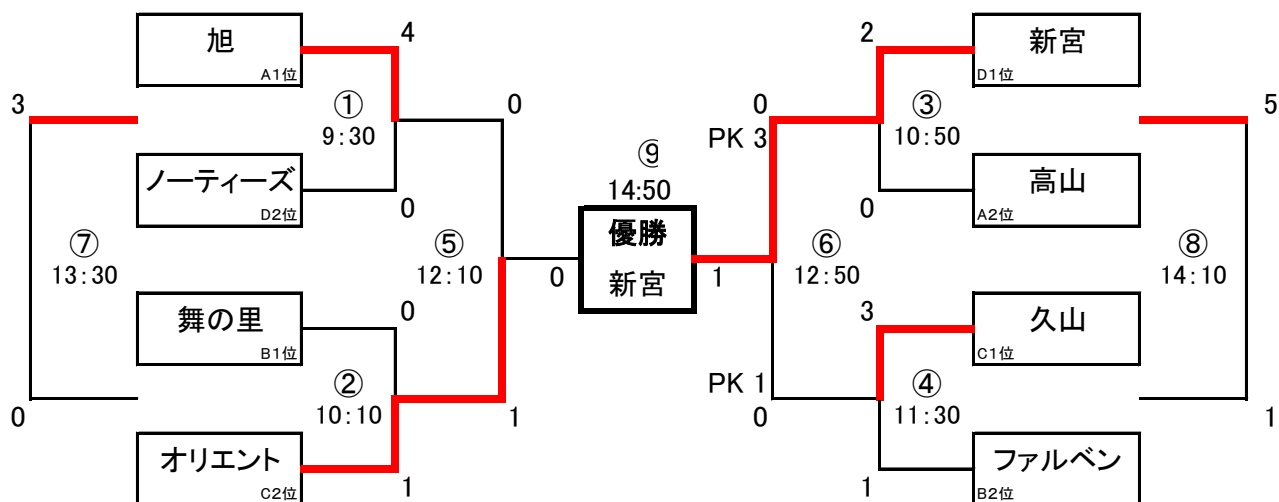 旭
A1位
4
3
①
9:30
0
ノーティーズ
D2位
0
⑦
13:30
⑤
12:10
0
舞の里
B1位
②
10:10
0
1
オリエント
C2位
1
⑨
14:50
優勝
新宮
0
1
2
新宮
D1位
0
PK 3
③
10:50
5
高山
A2位
0
⑥
12:50
⑧
14:10
3
久山
C1位
PK 1
0
④
11:30
1
ファルベン
B2位
1